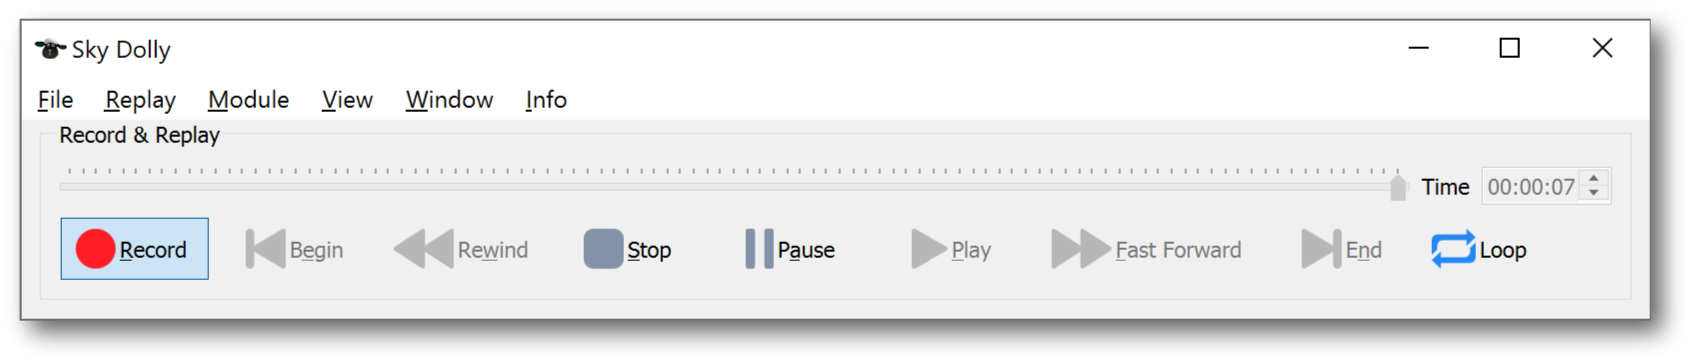 Sky Dolly
File Replay Module View Window Info
Record & Replay
Time 00:00:07
Record Begin Rewind Stop Pause Play Fast Forward End Loop